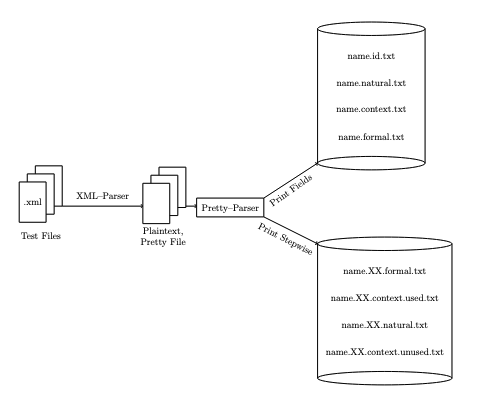 name.id.txt
name.natural.txt
name.context.txt
name.formal.txt
.xml
Test Files
XML–Parser
Plaintext,
Pretty File
Pretty–Parser
Print Fields
Print Stepwise
name.XX.formal.txt
name.XX.context.used.txt
name.XX.natural.txt
name.XX.context.unused.txt